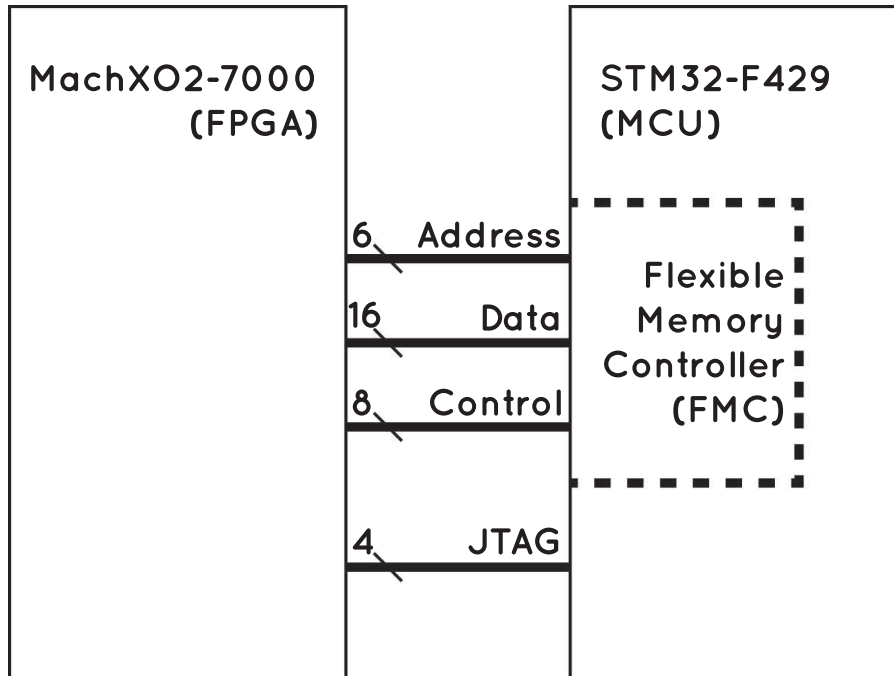 MachXO2-7000
(FPGA)
STM32-F429
(MCU)
6 Address
16 Data
8 Control
4 JTAG
Flexible
Memory
Controller
(FMC)